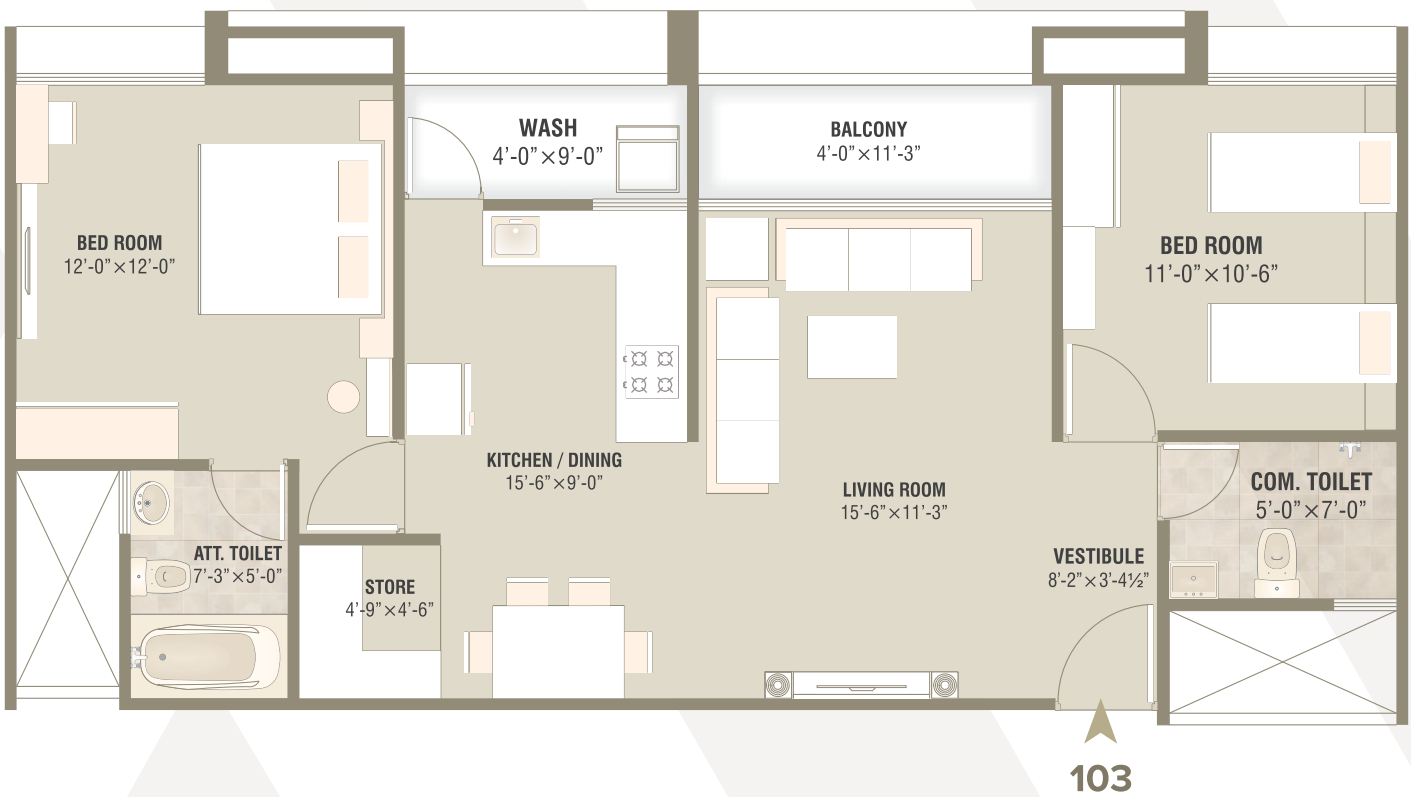 WASH
4'-0”×9'-0”
BALCONY
4'-0”×11'-3”
BED ROOM
12'-0”×12'-0”
BED ROOM
11'-0”×10'-6”
KITCHEN / DINING
15'-6”×9'-0”
LIVING ROOM
15'-6”×11'-3”
COM. TOILET
5'-0”×7'-0”
ATT. TOILET
7'-3”×5'-0”
STORE
4'-9”×4'-6”
VESTIBULE
8'-2”×3'-4½”
103